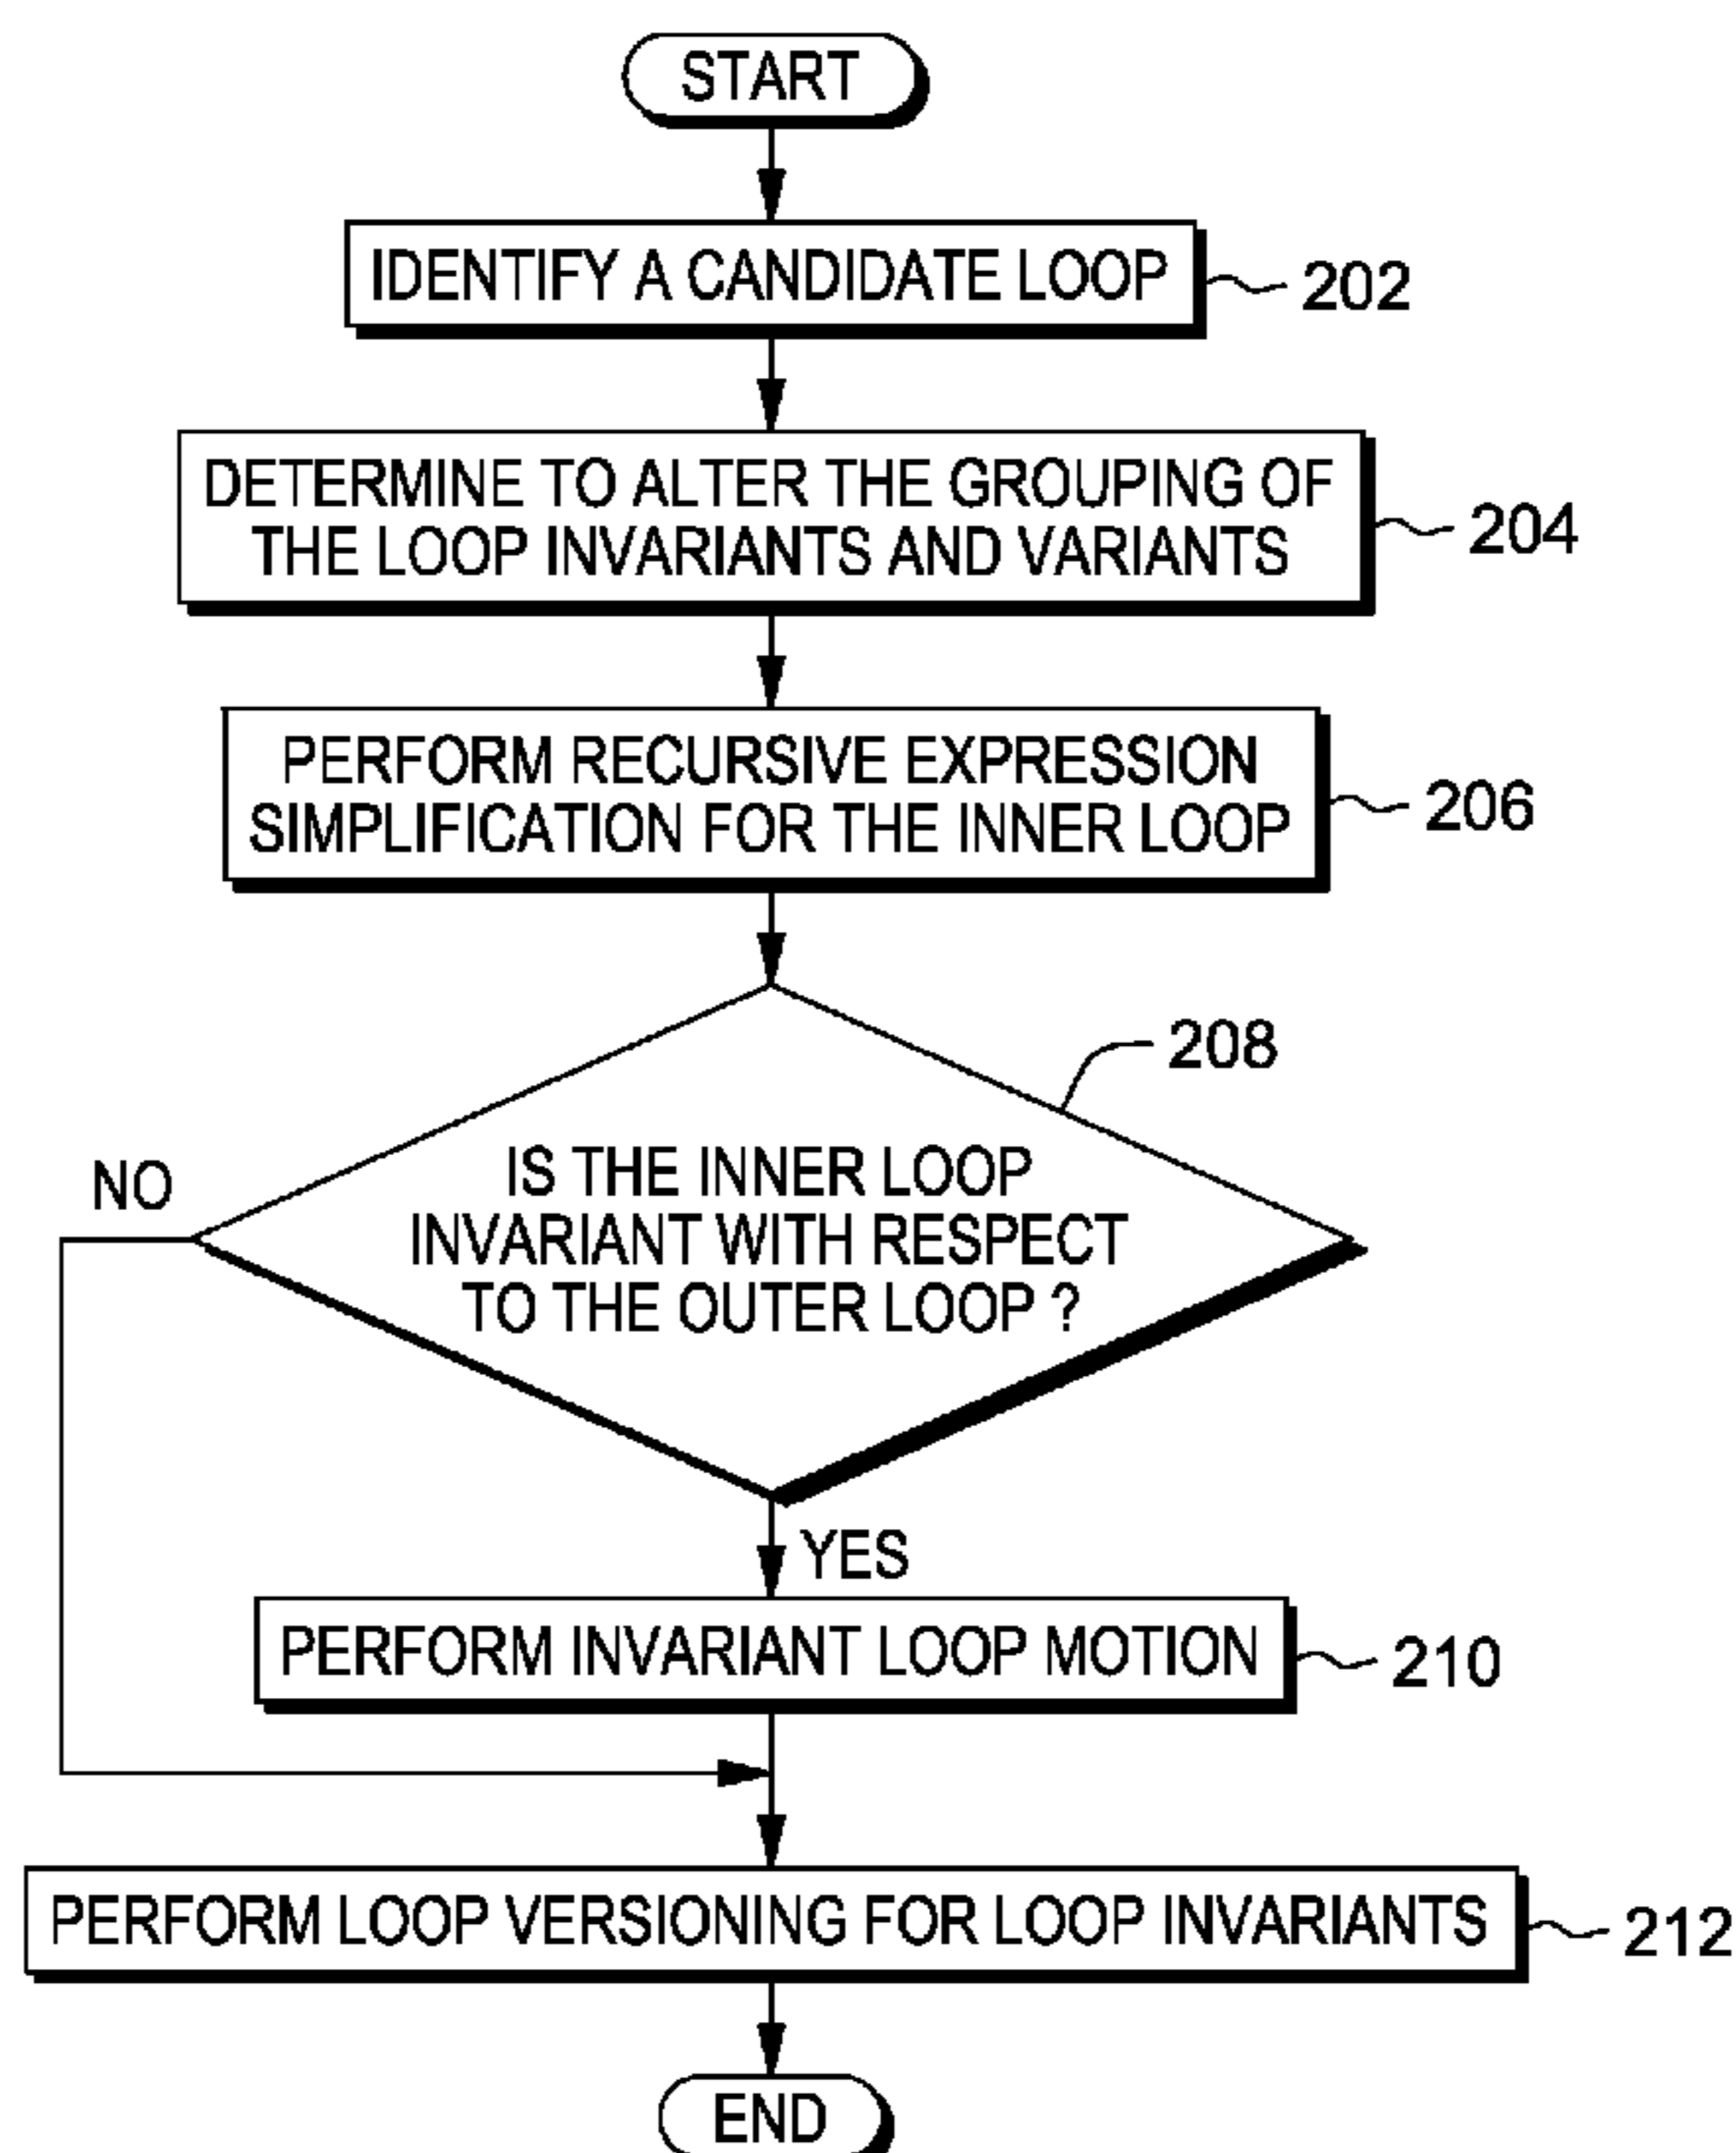 START
IDENTIFY A CANDIDATE LOOP
202
DETERMINE TO ALTER THE GROUPING OF
THE LOOP INVARIANTS AND VARIANTS
204
PERFORM RECURSIVE EXPRESSION
SIMPLIFICATION FOR THE INNER LOOP
206
208
IS THE INNER LOOP
INVARIANT WITH RESPECT
TO THE OUTER LOOP ?
NO
YES
PERFORM INVARIANT LOOP MOTION
210
PERFORM LOOP VERSIONING FOR LOOP INVARIANTS
212
END